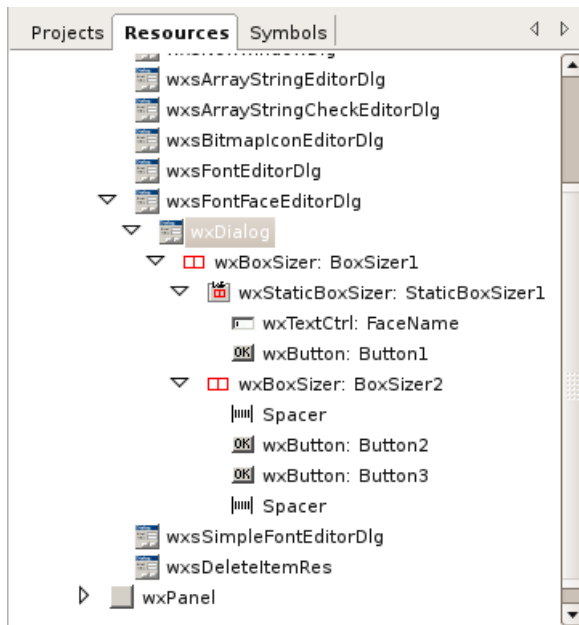 Projects Resources Symbols
wxsArrayStringEditorDlg
wxsArrayStringCheckEditorDlg
wxsBitmapIconEditorDlg
wxsFontEditorDlg
wxsFontFaceEditorDlg
wxDialog
wxBoxSizer: BoxSizer1
wxStaticBoxSizer: StaticBoxSizer1
wxTextCtrl: FaceName
OK wxButton: Button1
wxBoxSizer: BoxSizer2
Spacer
OK wxButton: Button2
OK wxButton: Button3
Spacer
wxsSimpleFontEditorDlg
wxsDeleteItemRes
wxPanel